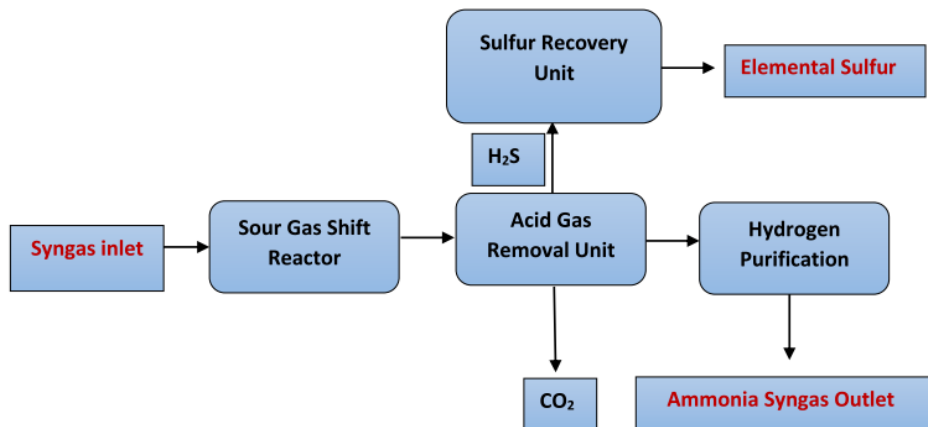 Sulfur Recovery
Unit
Elemental Sulfur
H₂S
Syngas inlet
Sour Gas Shift
Reactor
Acid Gas
Removal Unit
Hydrogen
Purification
CO₂
Ammonia Syngas Outlet